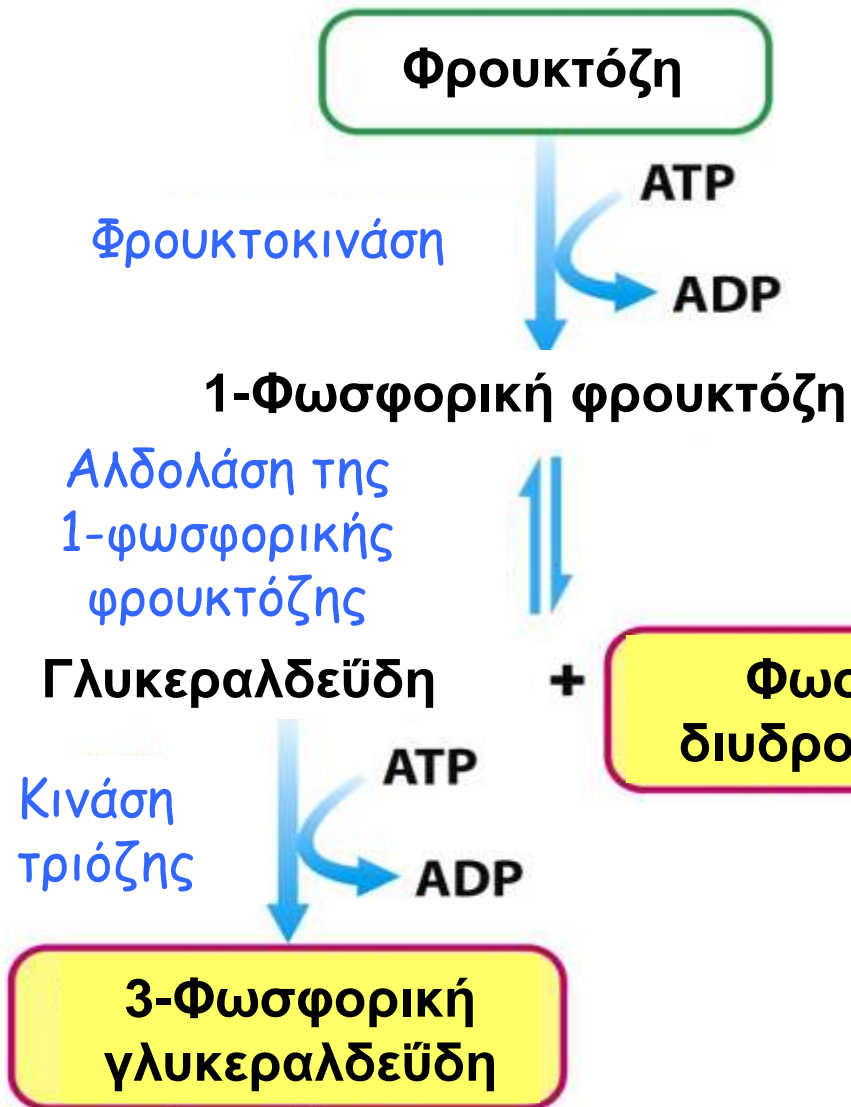 Φρουκτόζη
ATP
Φρουκτοκινάση
ADP
1-Φωσφορική φρουκτόζη
Αλδολάση της
1-φωσφορικής
φρουκτόζης
Γλυκεραλδεΰδη +
ATP
Κινάση
τριόζης
ADP
3-Φωσφορική
γλυκεραλδεΰδη